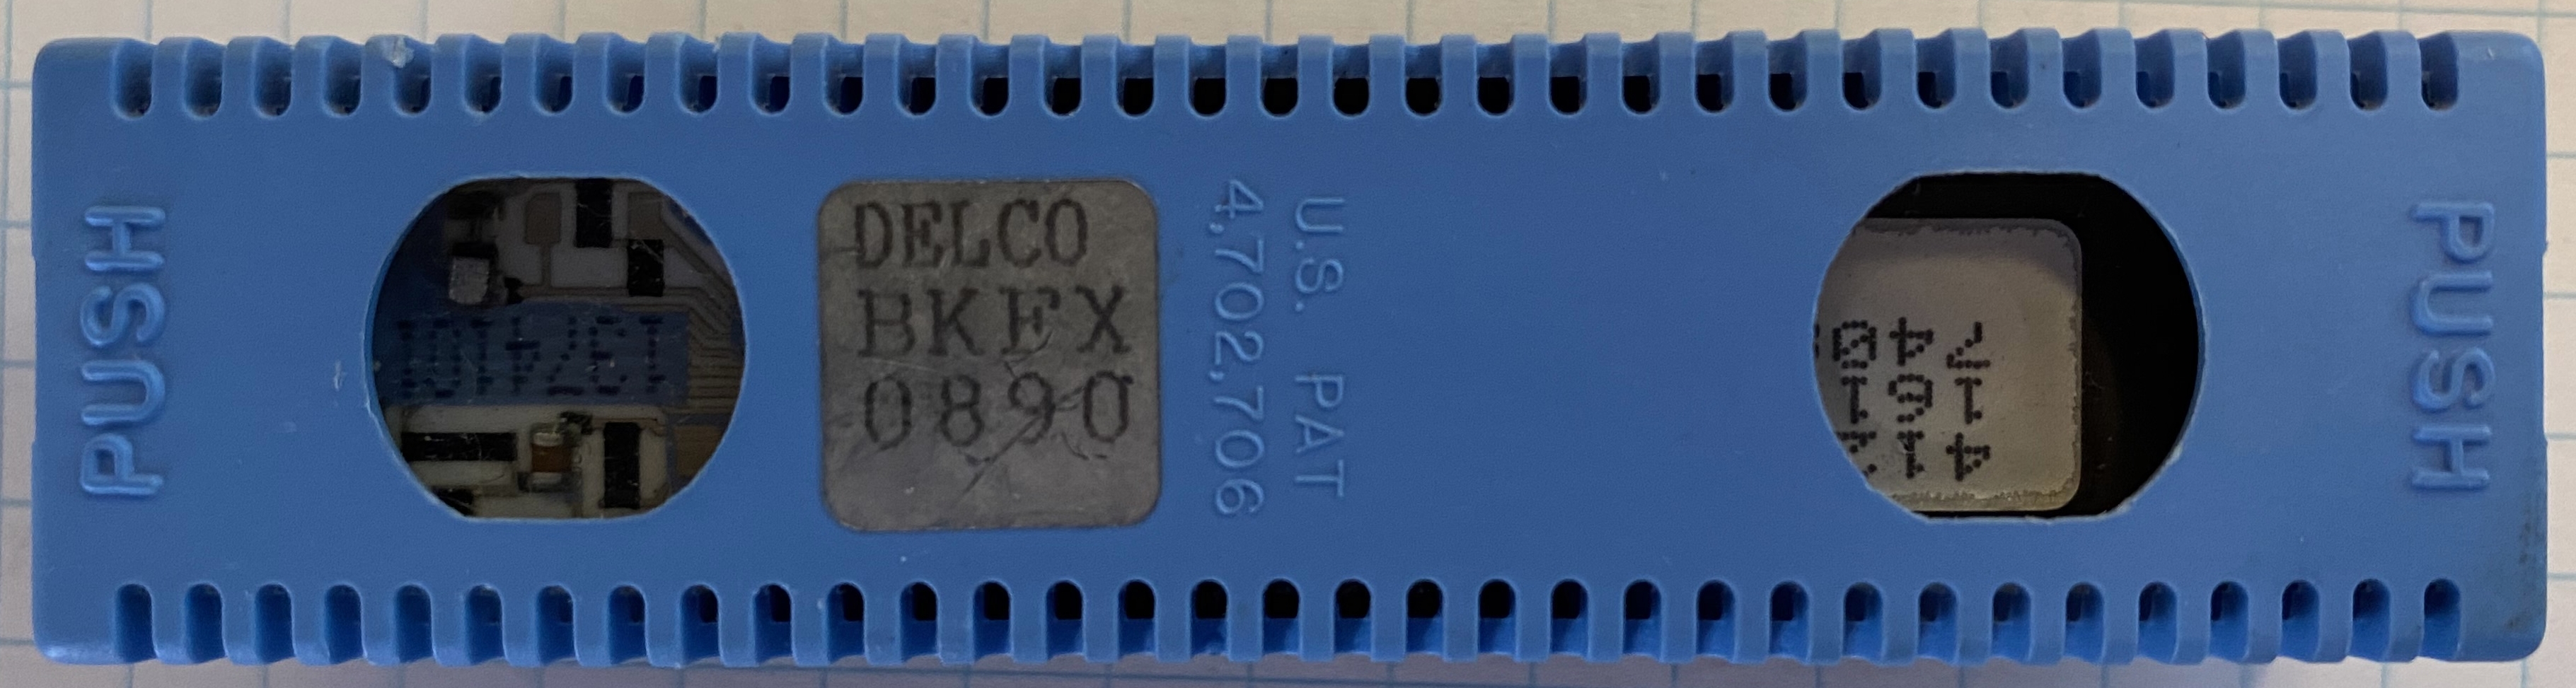 PUSH
DELCO
BKFX
0890
U.S. PAT
4,702,706
PUSH